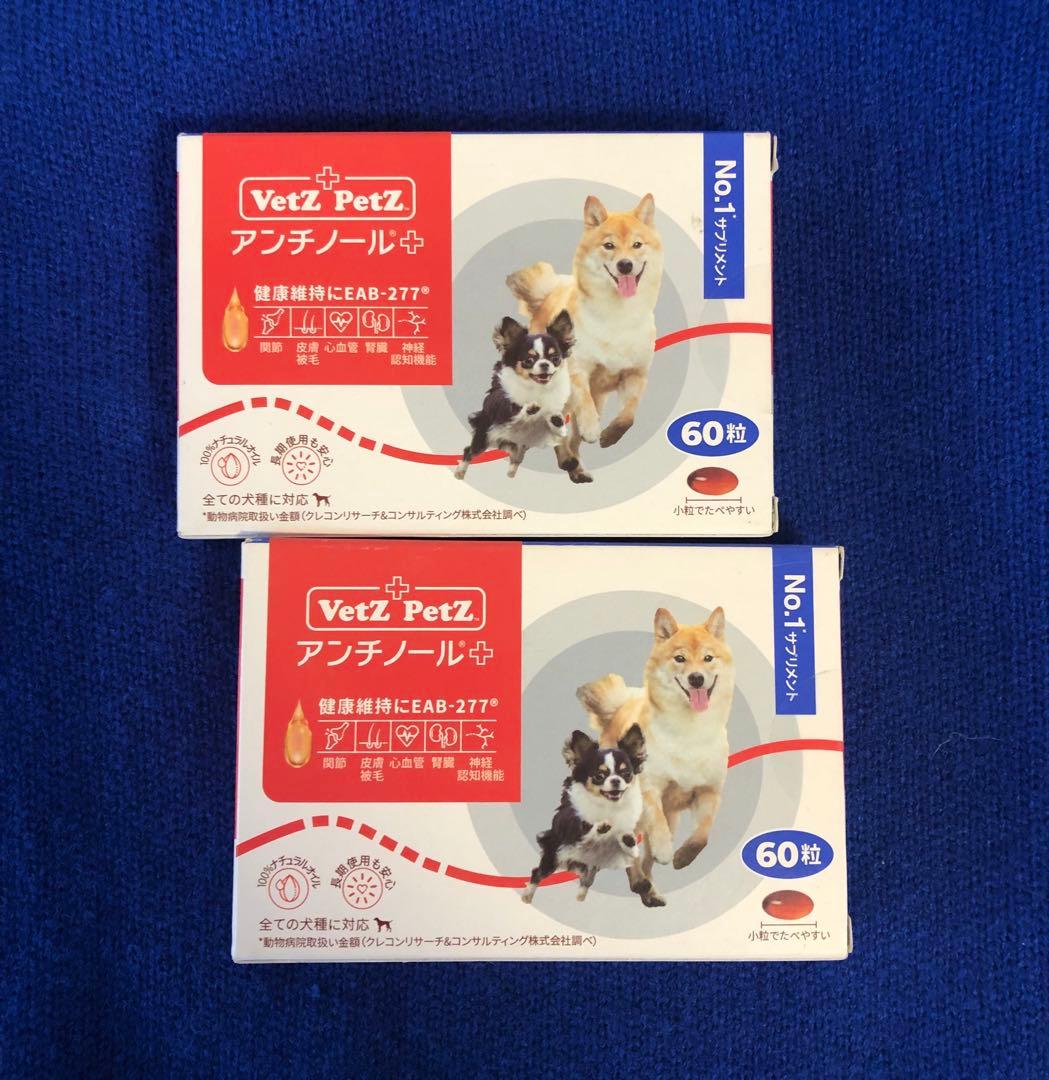 VetZ PetZ™
アンチノール®+
健康維持にEAB-277®
関節 皮膚被毛 心血管 腎臓 神経認知機能
No.1*サプリメント
100%ナチュラルオイル
長期使用も安心
60粒
小粒でたべやすい
全ての犬種に対応
*動物病院取扱い金額(クレコンリサーチ&コンサルティング株式会社調べ)
VetZ PetZ™
アンチノール®+
健康維持にEAB-277®
関節 皮膚被毛 心血管 腎臓 神経認知機能
No.1*サプリメント
100%ナチュラルオイル
長期使用も安心
60粒
小粒でたべやすい
全ての犬種に対応
*動物病院取扱い金額(クレコンリサーチ&コンサルティング株式会社調べ)